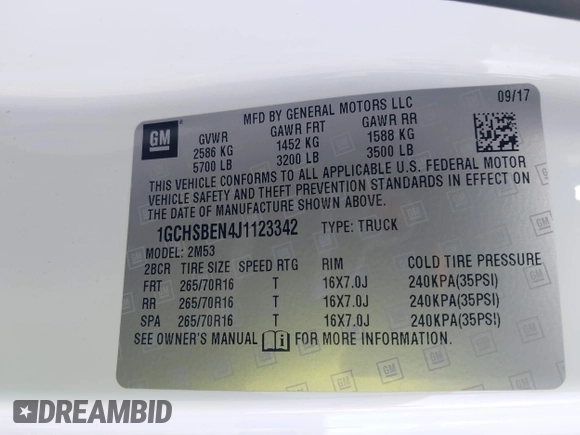 MFD BY GENERAL MOTORS LLC 09/17
GM
GVWR GAWR FRT GAWR RR
2586 KG 1452 KG 1588 KG
5700 LB 3200 LB 3500 LB
THIS VEHICLE CONFORMS TO ALL APPLICABLE U.S. FEDERAL MOTOR
VEHICLE SAFETY AND THEFT PREVENTION STANDARDS IN EFFECT ON
THE DATE OF MANUFACTURE SHOWN ABOVE.
1GCHSBEN4J1123342 TYPE: TRUCK
MODEL: 2M53
2BCR TIRE SIZE SPEED RTG RIM COLD TIRE PRESSURE
FRT 265/70R16 T 16X7.0J 240KPA(35PSI)
RR 265/70R16 T 16X7.0J 240KPA(35PSI)
SPA 265/70R16 T 16X7.0J 240KPA(35PSI)
SEE OWNER'S MANUAL i FOR MORE INFORMATION.
DREAMBID